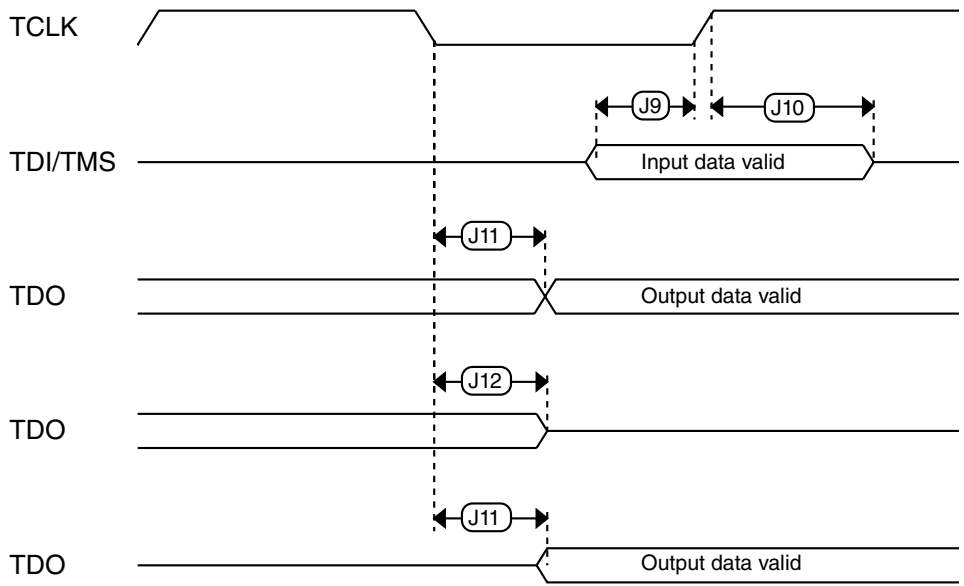 TCLK
J9
J10
TDI/TMS
Input data valid
J11
TDO
Output data valid
J12
TDO
J11
TDO
Output data valid